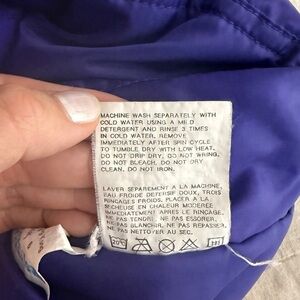 MACHINE WASH SEPARATELY WITH
COLD WATER USING A MILD
DETERGENT AND RINSE 3 TIMES
IN COLD WATER, REMOVE
IMMEDIATELY AFTER SPIN CYCLE
TO TUMBLE DRY WITH LOW HEAT.
DO NOT DRIP DRY, DO NOT WRING,
DO NOT BLEACH, DO NOT DRY
CLEAN, DO NOT IRON.
LAVER SEPAREMENT A LA MACHINE,
EAU FROIDE DETERSIF DOUX, TROIS
RINCAGES FROIDS, PLACER A LA
SECHEUSE EN CHALEUR MODEREE
IMMEDIATEMENT APRES LE RINCAGE.
NE PAS TENDRE, NE PAS ESSORER,
NE PAS BLANCHIR, NE PAS REPASSER,
NE PAS NETTOYER AU SEC.